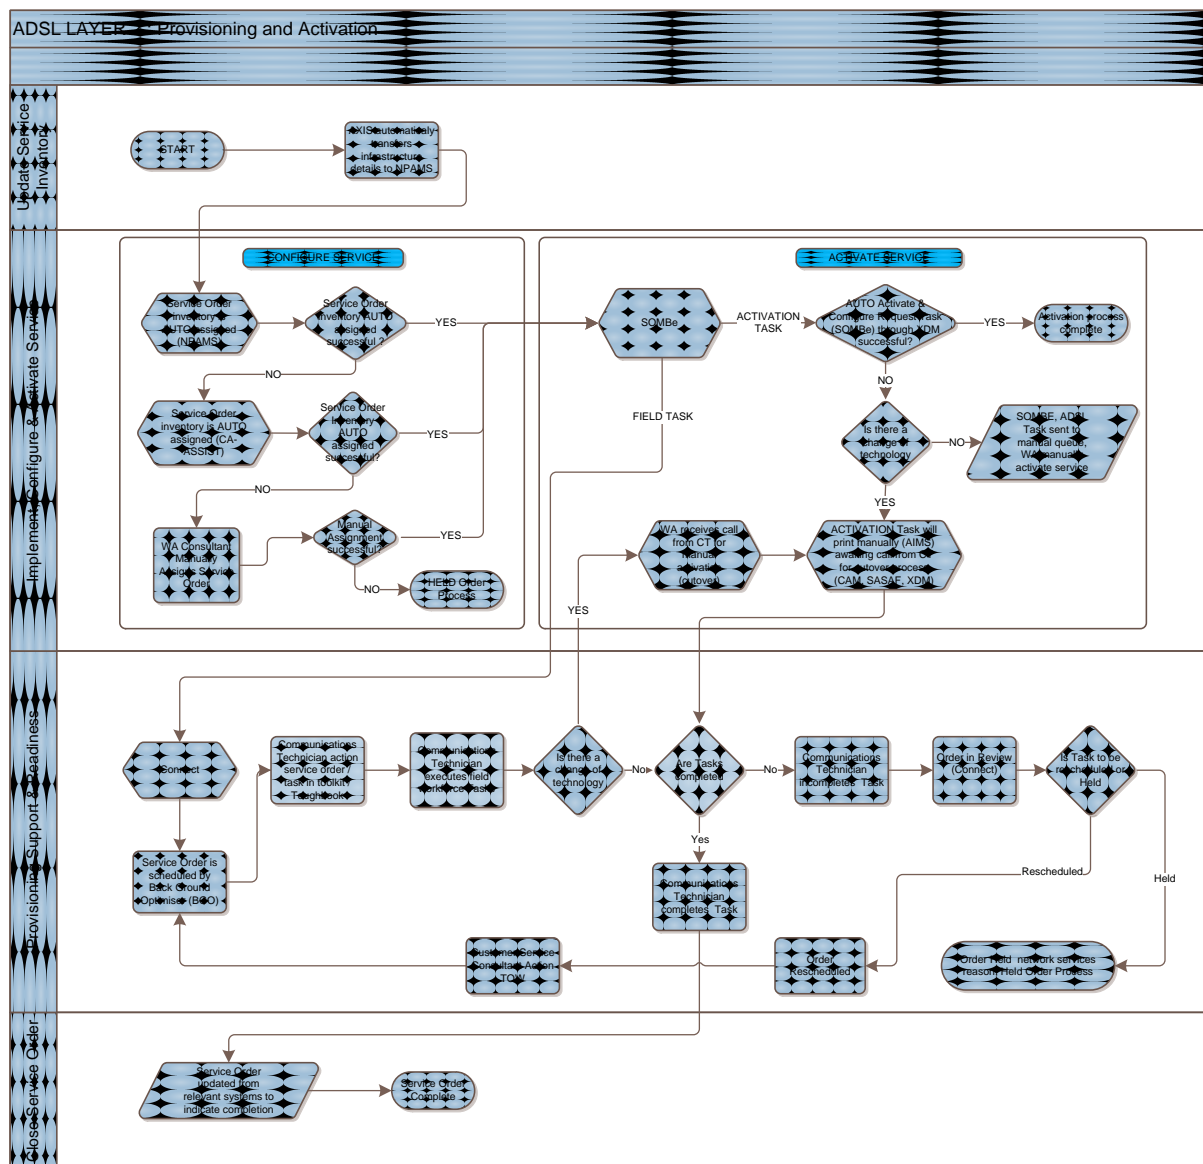 ADSL LAYER : Provisioning and Activation
Update Service
Inventory
START
AXIS automaticaly
transfers
infrastructure
details to NPAMS
Implement, Configure & Activate Service
CONFIGURE SERVICE
Service Order
inventory is
AUTO assigned
(NPAMS)
Service Order
Inventory AUTO
assigned
successful ?
YES
NO
Service Order
inventory is AUTO
assigned (CA-
ASSIST)
Service Order
Inventory
AUTO
assigned
successful?
YES
NO
WA Consultant
Manually
Assigns Service
Order
Manual
Assignment
successful?
YES
NO
HELD Order
Process
ACTIVATE SERVICE
SOMBe
ACTIVATION
TASK
FIELD TASK
AUTO Activate &
Configure Request Task
(SOMBe) through XDM
successful?
YES
Activation process
complete
NO
Is there a
change of
technology
NO
SOMBE, ADSL
Task sent to
manual queue,
WA manually
activate service
YES
WA receives call
from CT for
manual
activation
(cutover)
ACTIVATION Task will
print manually (AIMS)
awaiting call from CT
for cutover process
(CAM, SASAF, XDM)
YES
Provisioning Support & Readiness
Connect
Service Order is
scheduled by
Back Ground
Optimiser (BGO)
Communications
Technician action
service order /
task in toolkit /
Toughbook
Communications
Technician
executes field
workforce Task
Is there a
change of
technology
No
Are Tasks
completed
No
Communications
Technician
incompletes Task
Order in Review
(Connect)
Is Task to be
rescheduled or
Held
Yes
Communications
Technician
completes Task
Rescheduled
Held
Customer Service
Consultant Action
TOW
Order
Rescheduled
Order Held network services
reason Held Order Process
Close Service Order
Service Order
updated from
relevant systems to
indicate completion
Service Order
Complete